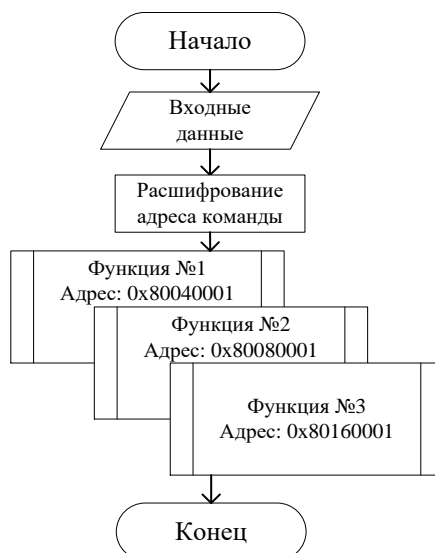 Начало
Входные
данные
Расшифрование
адреса команды
Функция №1
Адрес: 0x80040001
Функция №2
Адрес: 0x80080001
Функция №3
Адрес: 0x80160001
Конец